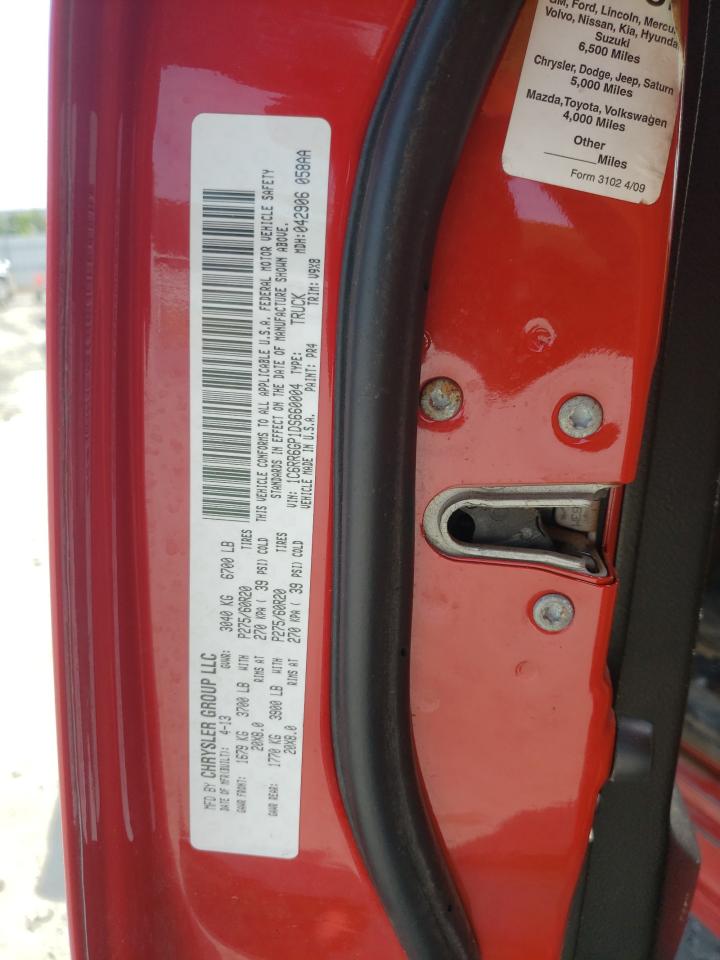 MFD BY CHRYSLER GROUP LLC
DATE OF MFR(BUILT): 4-13 GVWR: 3040 KG 6700 LB
GAWR FRONT: 1679 KG 3700 LB WITH P275/60R20 TIRES
20X8.0 RIMS AT 270 KPA ( 39 PSI) COLD
GAWR REAR: 1770 KG 3900 LB WITH P275/60R20 TIRES
20X8.0 RIMS AT 270 KPA ( 39 PSI) COLD
THIS VEHICLE CONFORMS TO ALL APPLICABLE U.S.A. FEDERAL MOTOR VEHICLE SAFETY
STANDARDS IN EFFECT ON THE DATE OF MANUFACTURE SHOWN ABOVE.
VIN: 1C6RR6GP1DS660004 TYPE: TRUCK MDH:042906 058AA
VEHICLE MADE IN U.S.A. PAINT: PR4 TRIM: V9X8
GM, Ford, Lincoln, Mercu
Volvo, Nissan, Kia, Hyunda
Suzuki
6,500 Miles
Chrysler, Dodge, Jeep, Saturn
5,000 Miles
Mazda,Toyota, Volkswagen
4,000 Miles
Other
______Miles
Form 3102 4/09